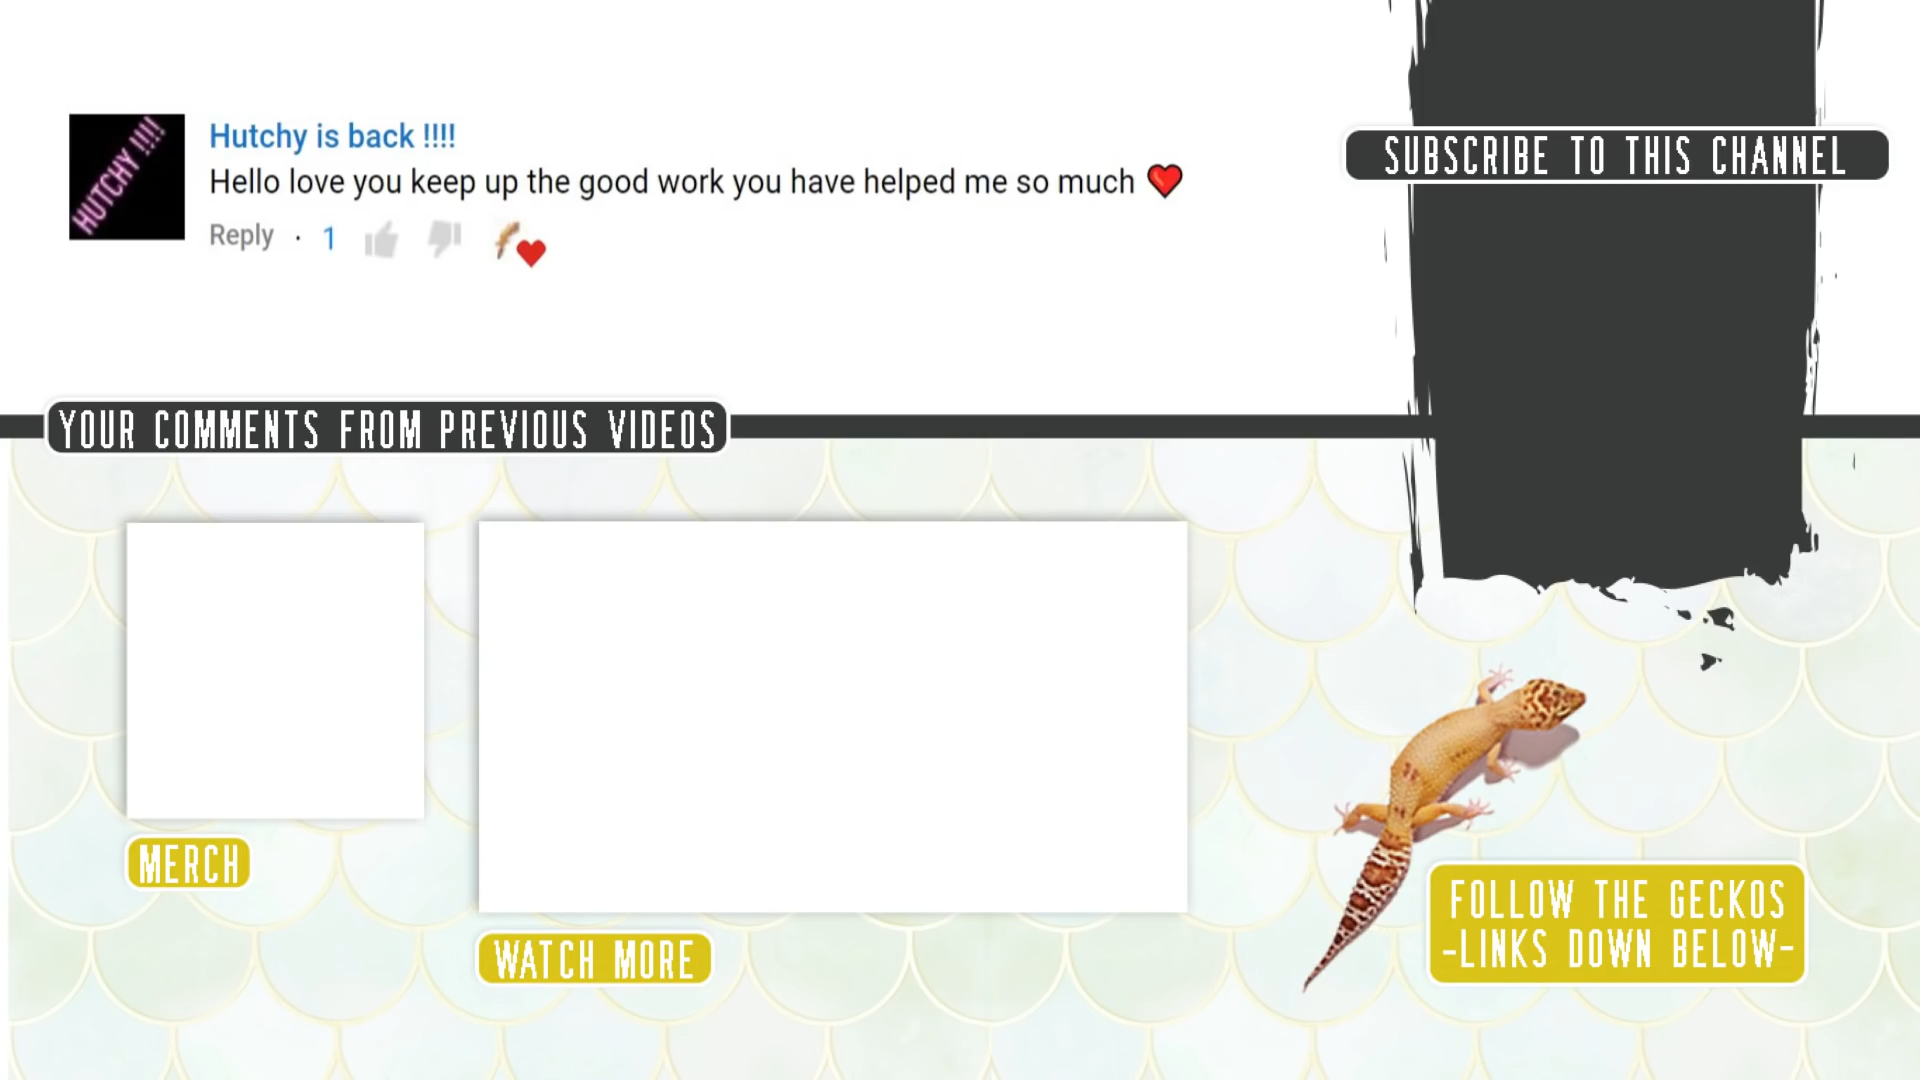 HUTCHY !!!!
Hutchy is back !!!!
Hello love you keep up the good work you have helped me so much ❤️
Reply · 1
SUBSCRIBE TO THIS CHANNEL
YOUR COMMENTS FROM PREVIOUS VIDEOS
MERCH
WATCH MORE
FOLLOW THE GECKOS
-LINKS DOWN BELOW-